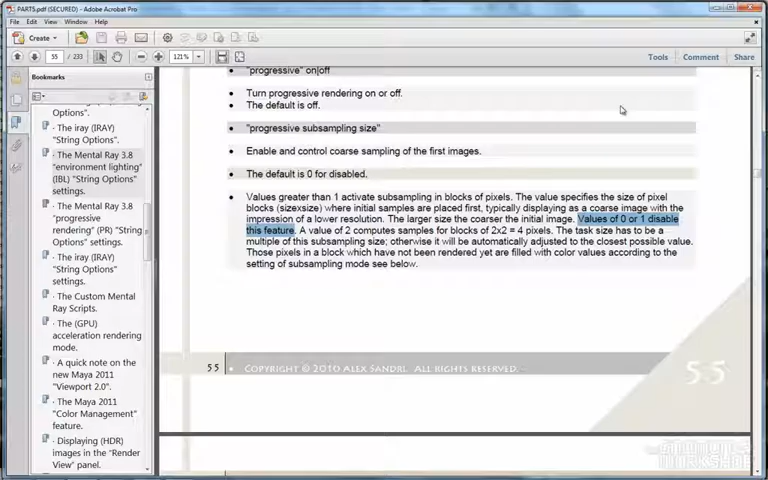 PART5.pdf (SECURED) - Adobe Acrobat Pro
File Edit View Window Help
Create
55 / 233 121% Tools Comment Share
Bookmarks
Options".
The iray (IRAY)
"String Options".
The Mental Ray 3.8
"environment lighting"
(IBL) "String Options"
settings.
The Mental Ray 3.8
"progressive
rendering" (PR) "String
Options" settings.
The iray (IRAY)
"String Options"
settings.
The Custom Mental
Ray Scripts.
The (GPU)
acceleration rendering
mode.
A quick note on the
new Maya 2011
"Viewport 2.0".
The Maya 2011
"Color Management"
feature.
Displaying (HDR)
images in the "Render
View" panel.
"progressive" on|off
Turn progressive rendering on or off.
The default is off.
"progressive subsampling size"
Enable and control coarse sampling of the first images.
The default is 0 for disabled.
Values greater than 1 activate subsampling in blocks of pixels. The value specifies the size of pixel
blocks (sizexsize) where initial samples are placed first, typically displaying as a coarse image with the
impression of a lower resolution. The larger size the coarser the initial image. Values of 0 or 1 disable
this feature. A value of 2 computes samples for blocks of 2x2 = 4 pixels. The task size has to be a
multiple of this subsampling size; otherwise it will be automatically adjusted to the closest possible value.
Those pixels in a block which have not been rendered yet are filled with color values according to the
setting of subsampling mode see below.
55 COPYRIGHT © 2010 ALEX SANDRI. ALL RIGHTS RESERVED.
55